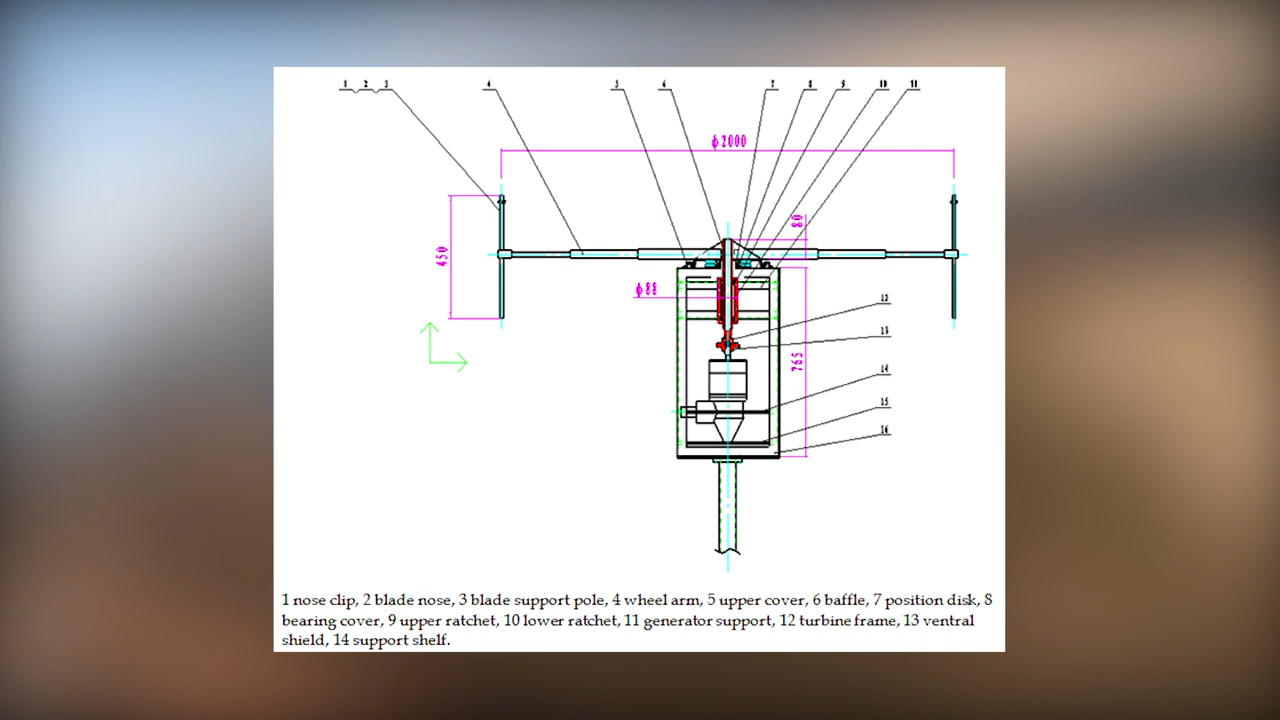 1 2 3 4 5 6 7 8 9 10 11
ϕ2000
80
450
ϕ88
12
13
765
14
15
16
1 nose clip, 2 blade nose, 3 blade support pole, 4 wheel arm, 5 upper cover, 6 baffle, 7 position disk, 8
bearing cover, 9 upper ratchet, 10 lower ratchet, 11 generator support, 12 turbine frame, 13 ventral
shield, 14 support shelf.